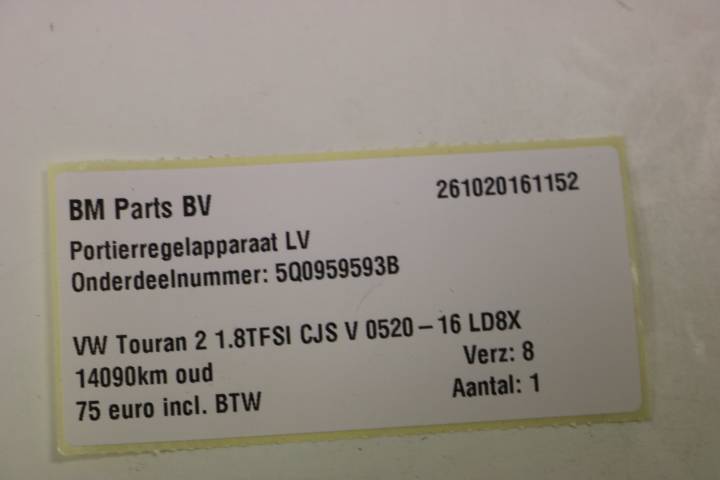 BM Parts BV 261020161152
Portierregelapparaat LV
Onderdeelnummer: 5Q0959593B
VW Touran 2 1.8TFSI CJS V 0520-16 LD8X
14090km oud Verz: 8
75 euro incl. BTW Aantal: 1